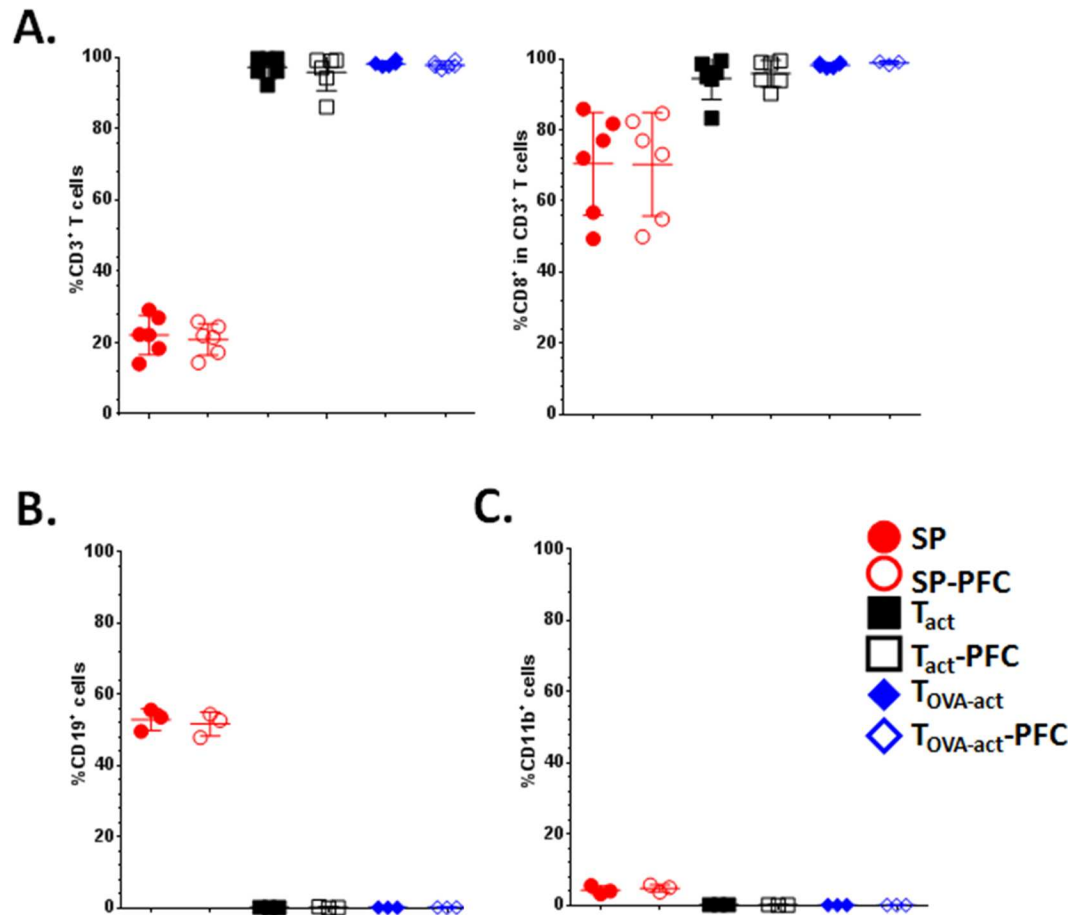 A.
%CD3⁺ T cells
100
80
60
40
20
0
%CD8⁺ in CD3⁺ T cells
100
80
60
40
20
0
B.
%CD19⁺ cells
100
80
60
40
20
0
C.
%CD11b⁺ cells
100
80
60
40
20
0
SP
SP-PFC
Tact
Tact-PFC
TOVA-act
TOVA-act-PFC